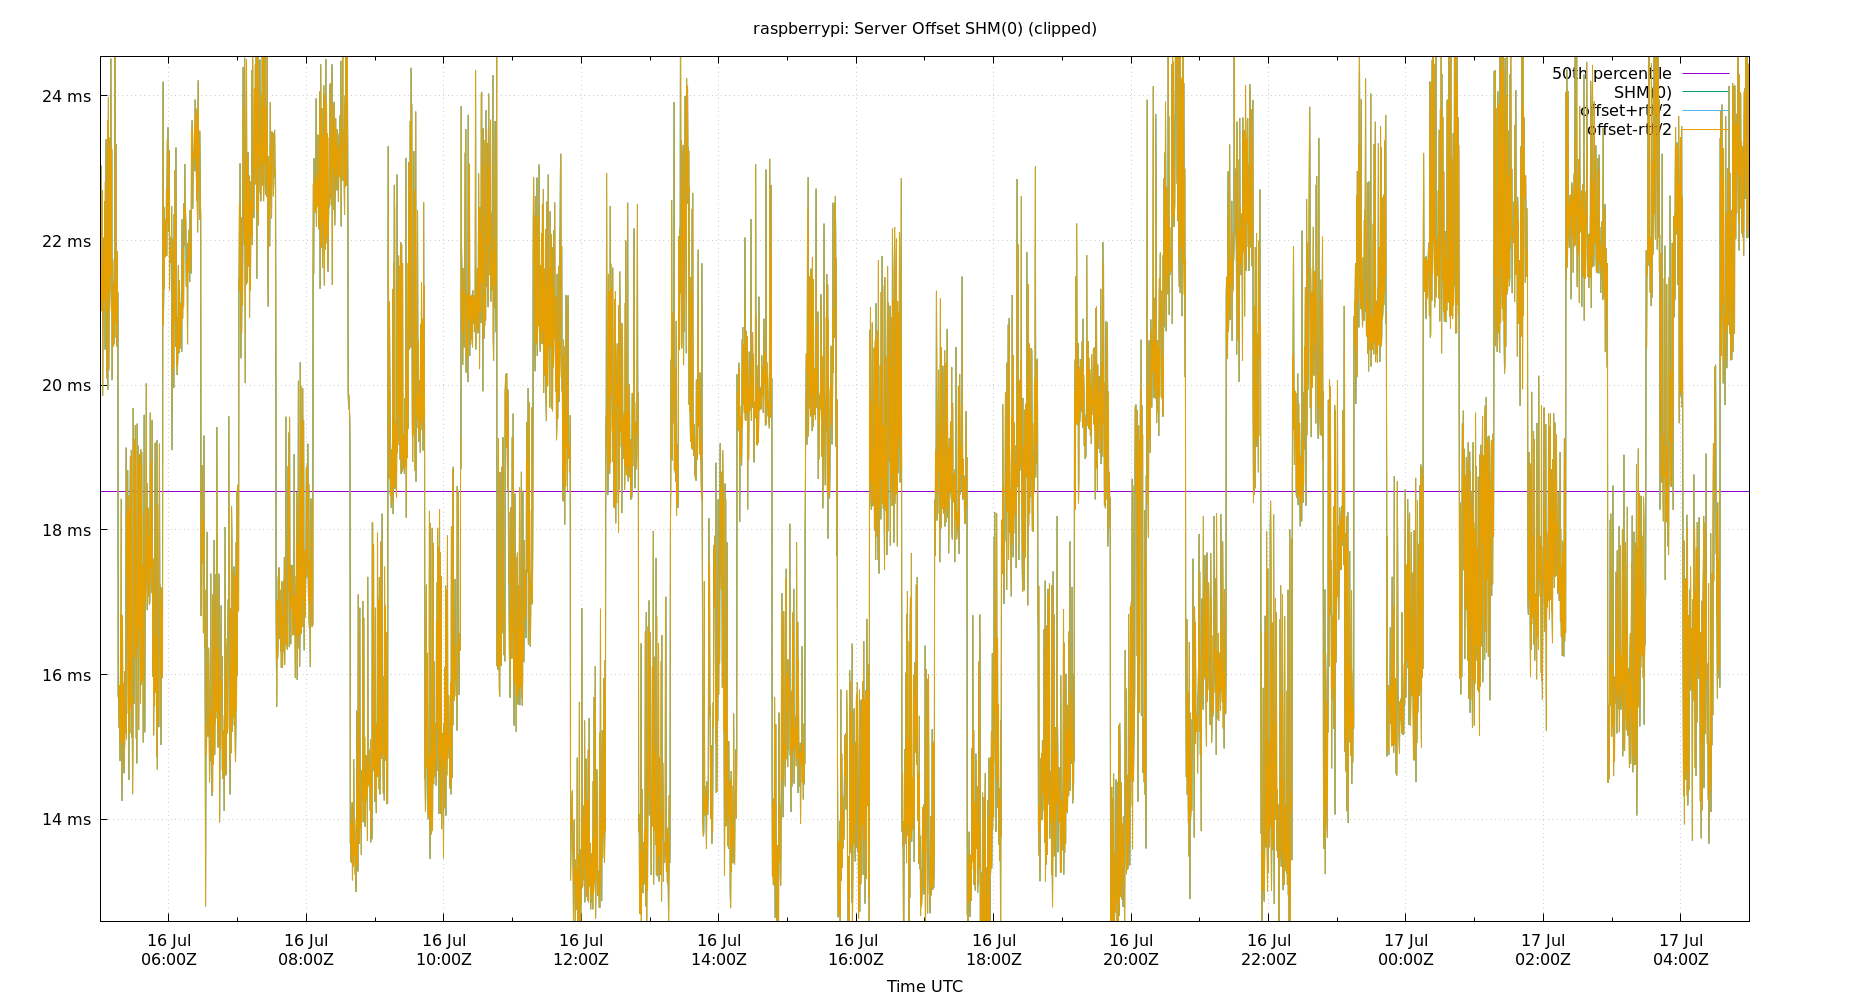 raspberrypi: Server Offset SHM(0) (clipped)
50th percentile
SHM(0)
offset+rtt/2
offset-rtt/2
24 ms
22 ms
20 ms
18 ms
16 ms
14 ms
16 Jul 16 Jul 16 Jul 16 Jul 16 Jul 16 Jul 16 Jul 16 Jul 16 Jul 17 Jul 17 Jul 17 Jul
06:00Z 08:00Z 10:00Z 12:00Z 14:00Z 16:00Z 18:00Z 20:00Z 22:00Z 00:00Z 02:00Z 04:00Z
Time UTC